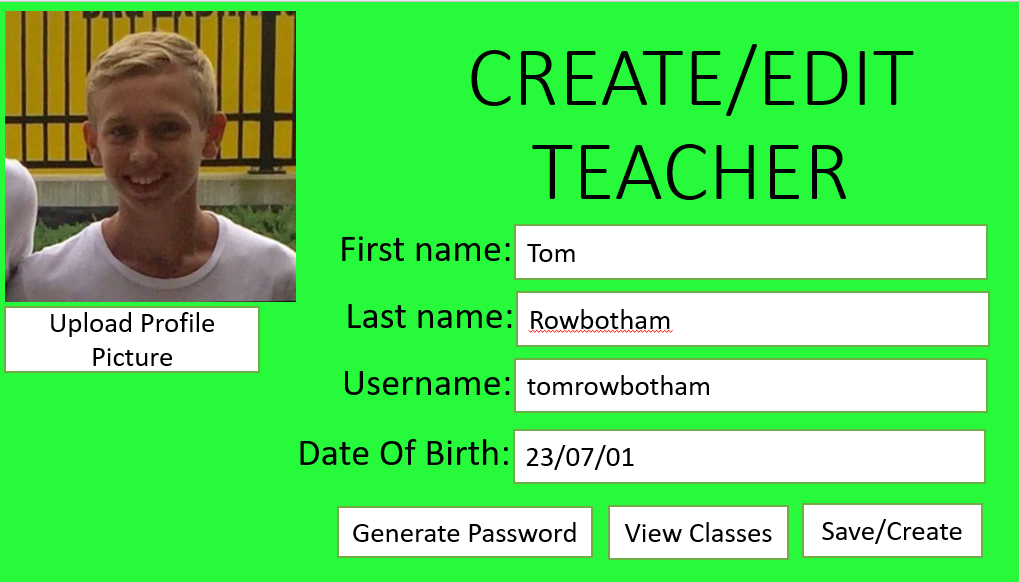 CREATE/EDIT
TEACHER
First name: Tom
Last name: Rowbotham
Upload Profile
Picture
Username: tomrowbotham
Date Of Birth: 23/07/01
Generate Password View Classes Save/Create